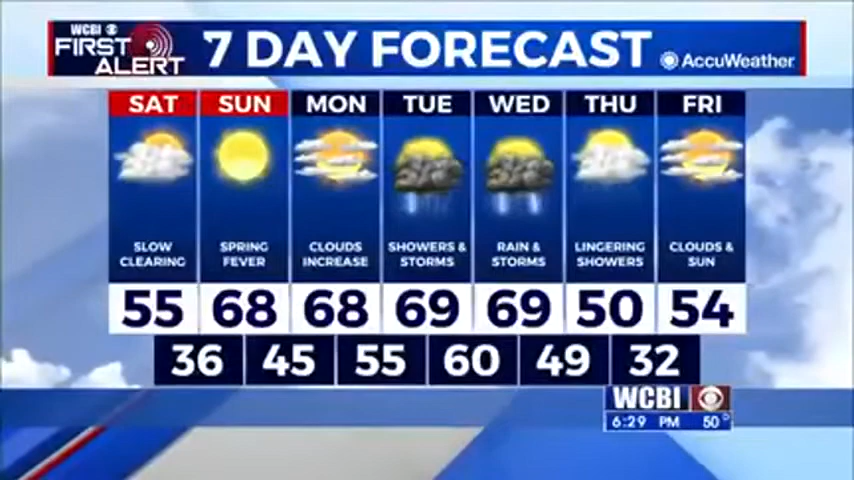 WCBI
FIRST
ALERT
7 DAY FORECAST
AccuWeather
SAT SUN MON TUE WED THU FRI
SLOW CLEARING
SPRING FEVER
CLOUDS INCREASE
SHOWERS & STORMS
RAIN & STORMS
LINGERING SHOWERS
CLOUDS & SUN
55 68 68 69 69 50 54
36 45 55 60 49 32
WCBI
6:29 PM 50°